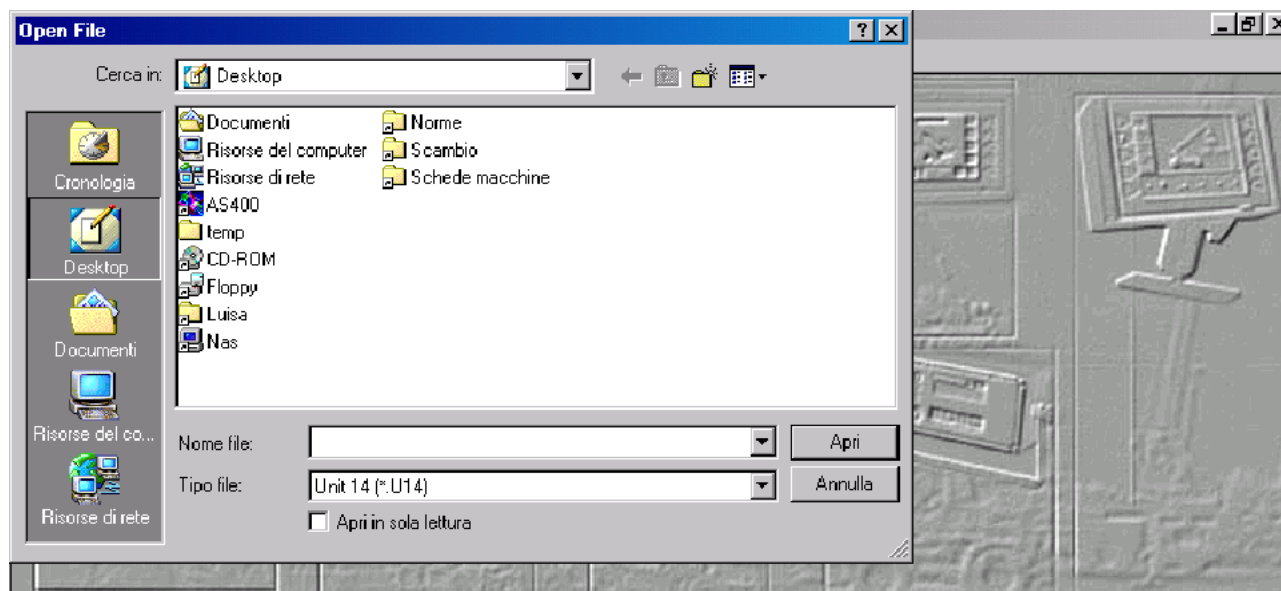 Open File
Cerca in:
Desktop
Cronologia
Desktop
Documenti
Risorse del co...
Risorse di rete
Documenti
Risorse del computer
Risorse di rete
AS400
temp
CD-ROM
Floppy
Luisa
Nas
Norme
Scambio
Schede macchine
Nome file:
Apri
Tipo file:
Unit 14 (*.U14)
Annulla
Apri in sola lettura